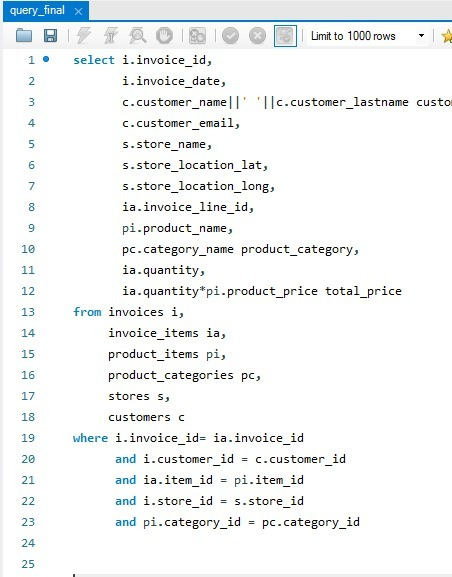 query_final
Limit to 1000 rows
1 select i.invoice_id,
2 i.invoice_date,
3 c.customer_name||' '||c.customer_lastname custo
4 c.customer_email,
5 s.store_name,
6 s.store_location_lat,
7 s.store_location_long,
8 ia.invoice_line_id,
9 pi.product_name,
10 pc.category_name product_category,
11 ia.quantity,
12 ia.quantity*pi.product_price total_price
13 from invoices i,
14 invoice_items ia,
15 product_items pi,
16 product_categories pc,
17 stores s,
18 customers c
19 where i.invoice_id= ia.invoice_id
20 and i.customer_id = c.customer_id
21 and ia.item_id = pi.item_id
22 and i.store_id = s.store_id
23 and pi.category_id = pc.category_id
24
25